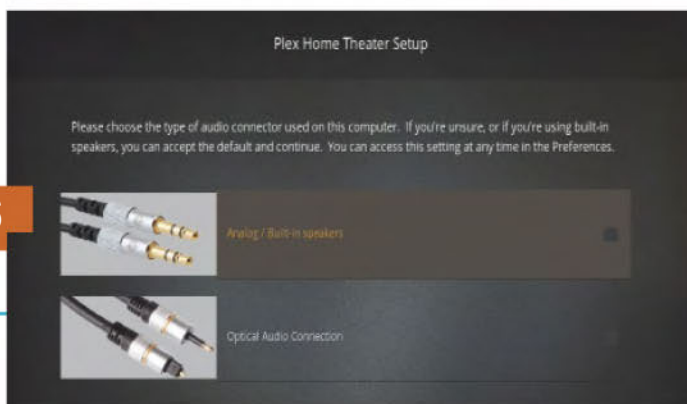 Plex Home Theater Setup
Please choose the type of audio connector used on this computer. If you're unsure, or if you're using built-in
speakers, you can accept the default and continue. You can access this setting at any time in the Preferences.
Analog / Built-in speakers
Optical Audio Connection